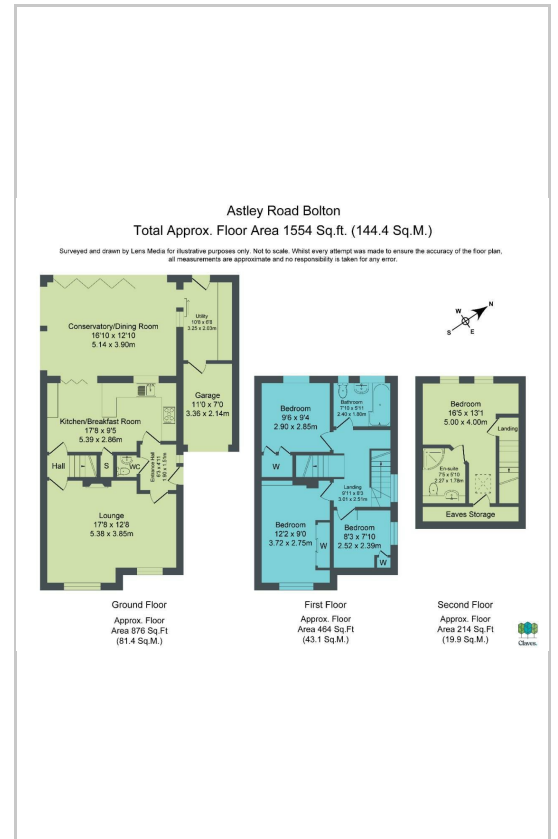 Astley Road Bolton
Total Approx. Floor Area 1554 Sq.ft. (144.4 Sq.M.)
Surveyed and drawn by Lens Media for illustrative purposes only. Not to scale. Whilst every attempt was made to ensure the accuracy of the floor plan,
all measurements are approximate and no responsibility is taken for any error.
Conservatory/Dining Room
16'10 x 12'10
5.14 x 3.90m
Utility
10'8 x 6'8
3.25 x 2.03m
Kitchen/Breakfast Room
17'8 x 9'5
5.39 x 2.86m
Garage
11'0 x 7'0
3.36 x 2.14m
Hall
S
WC
Entrance Hall
Lounge
17'8 x 12'8
5.38 x 3.85m
Ground Floor
Approx. Floor
Area 876 Sq.Ft
(81.4 Sq.M.)
Bedroom
9'6 x 9'4
2.90 x 2.85m
Bathroom
7'10 x 5'11
2.40 x 1.80m
W
Landing
9'11 x 8'3
3.01 x 2.51m
Bedroom
12'2 x 9'0
3.72 x 2.75m
W
Bedroom
8'3 x 7'10
2.52 x 2.39m
W
First Floor
Approx. Floor
Area 464 Sq.Ft
(43.1 Sq.M.)
N
W
S
E
Bedroom
16'5 x 13'1
5.00 x 4.00m
Landing
En-suite
7'5 x 5'10
2.27 x 1.78m
Eaves Storage
Second Floor
Approx. Floor
Area 214 Sq.Ft
(19.9 Sq.M.)
Claves.